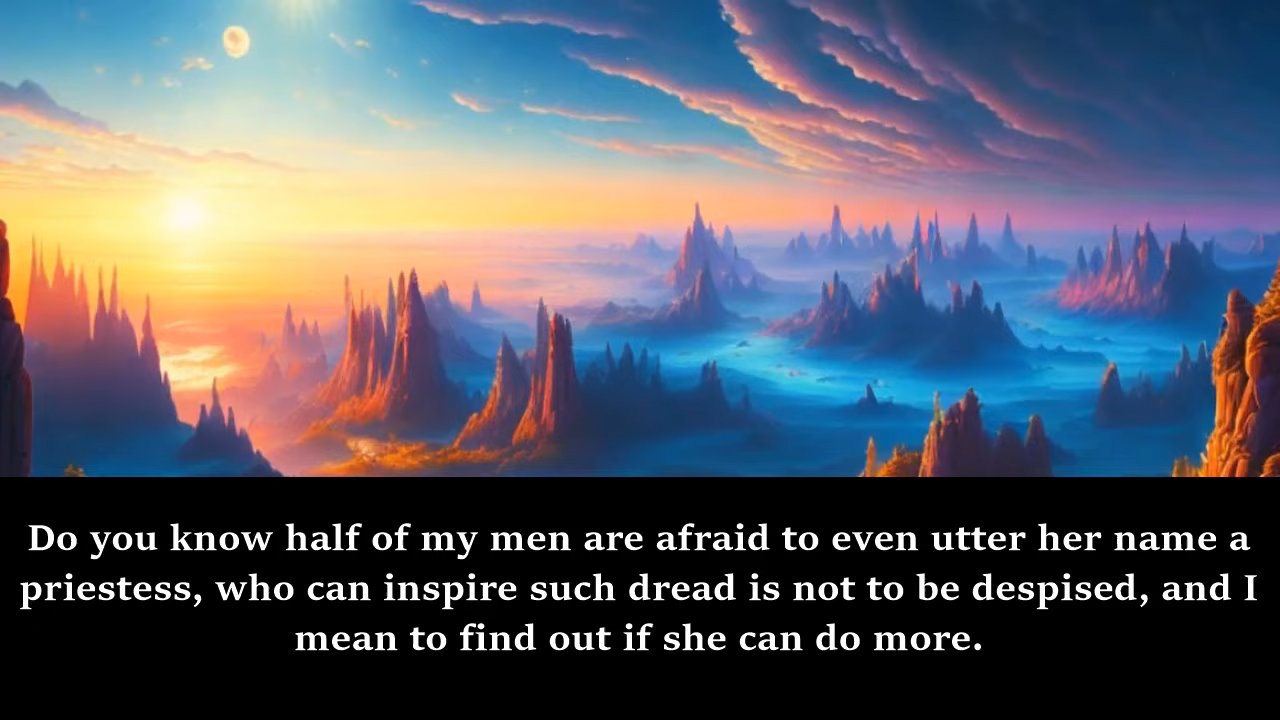 Do you know half of my men are afraid to even utter her name a
priestess, who can inspire such dread is not to be despised, and I
mean to find out if she can do more.